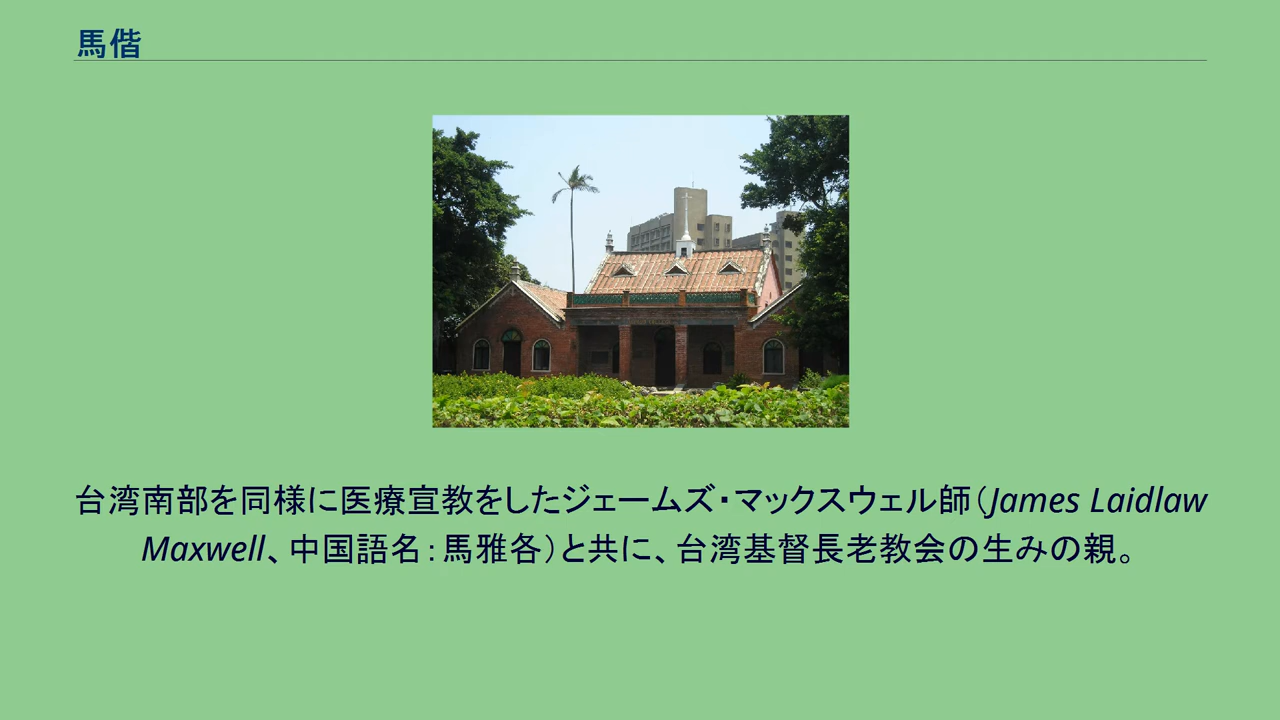 馬偕
台湾南部を同様に医療宣教をしたジェームズ・マックスウェル師（James Laidlaw
Maxwell、中国語名：馬雅各）と共に、台湾基督長老教会の生みの親。